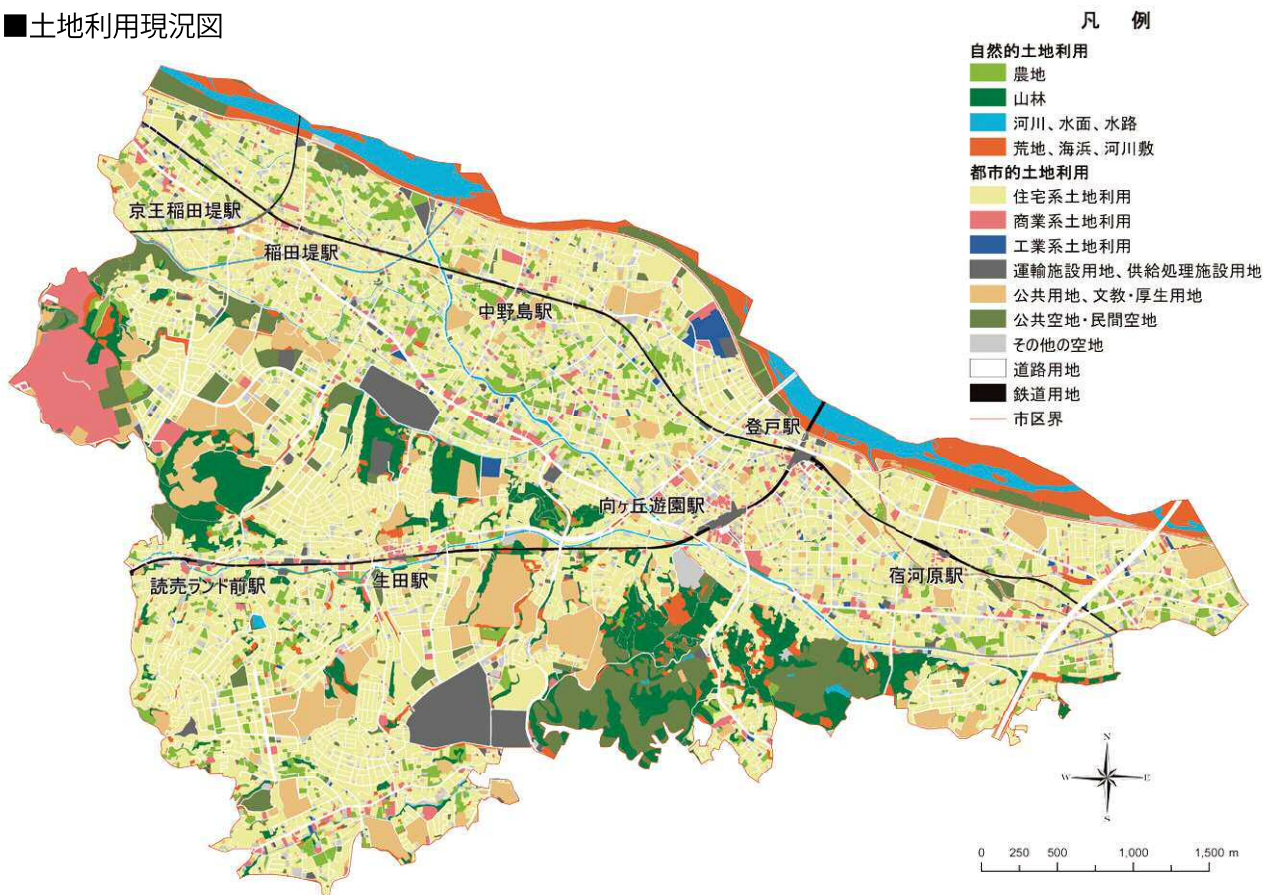 ■土地利用現況図
凡 例
自然的土地利用
農地
山林
河川、水面、水路
荒地、海浜、河川敷
都市的土地利用
住宅系土地利用
商業系土地利用
工業系土地利用
運輸施設用地、供給処理施設用地
公共用地、文教・厚生用地
公共空地・民間空地
その他の空地
道路用地
鉄道用地
市区界
京王稲田堤駅
稲田堤駅
中野島駅
登戸駅
向ヶ丘遊園駅
宿河原駅
生田駅
読売ランド前駅
N
W E
S
0 250 500 1,000 1,500 m